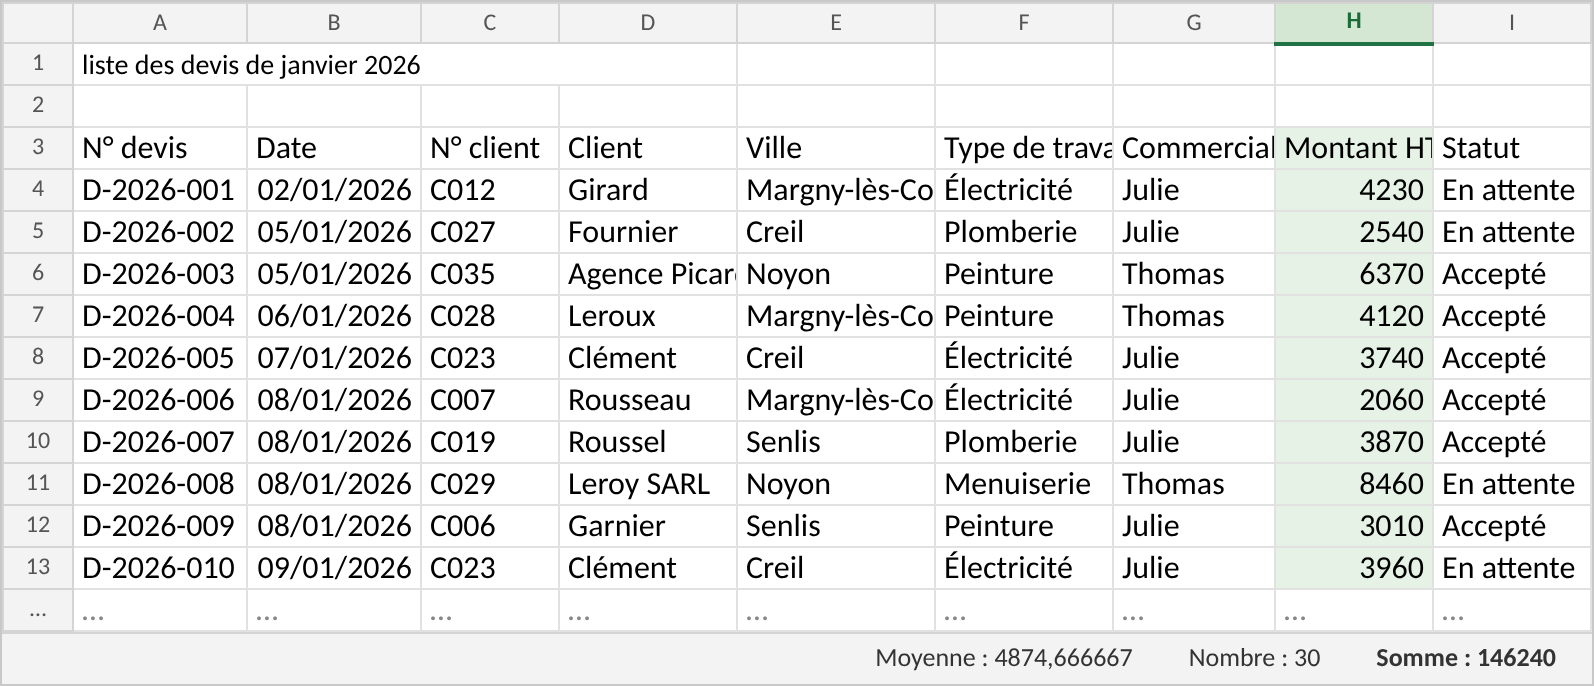 A B C D E F G H I
1 liste des devis de janvier 2026
2
3 N° devis Date N° client Client Ville Type de trava Commercial Montant HT Statut
4 D-2026-001 02/01/2026 C012 Girard Margny-lès-Co Électricité Julie 4230 En attente
5 D-2026-002 05/01/2026 C027 Fournier Creil Plomberie Julie 2540 En attente
6 D-2026-003 05/01/2026 C035 Agence Picard Noyon Peinture Thomas 6370 Accepté
7 D-2026-004 06/01/2026 C028 Leroux Margny-lès-Co Peinture Thomas 4120 Accepté
8 D-2026-005 07/01/2026 C023 Clément Creil Électricité Julie 3740 Accepté
9 D-2026-006 08/01/2026 C007 Rousseau Margny-lès-Co Électricité Julie 2060 Accepté
10 D-2026-007 08/01/2026 C019 Roussel Senlis Plomberie Julie 3870 Accepté
11 D-2026-008 08/01/2026 C029 Leroy SARL Noyon Menuiserie Thomas 8460 En attente
12 D-2026-009 08/01/2026 C006 Garnier Senlis Peinture Julie 3010 Accepté
13 D-2026-010 09/01/2026 C023 Clément Creil Électricité Julie 3960 En attente
... ... ... ... ... ... ... ... ... ...
Moyenne : 4874,666667 Nombre : 30 Somme : 146240